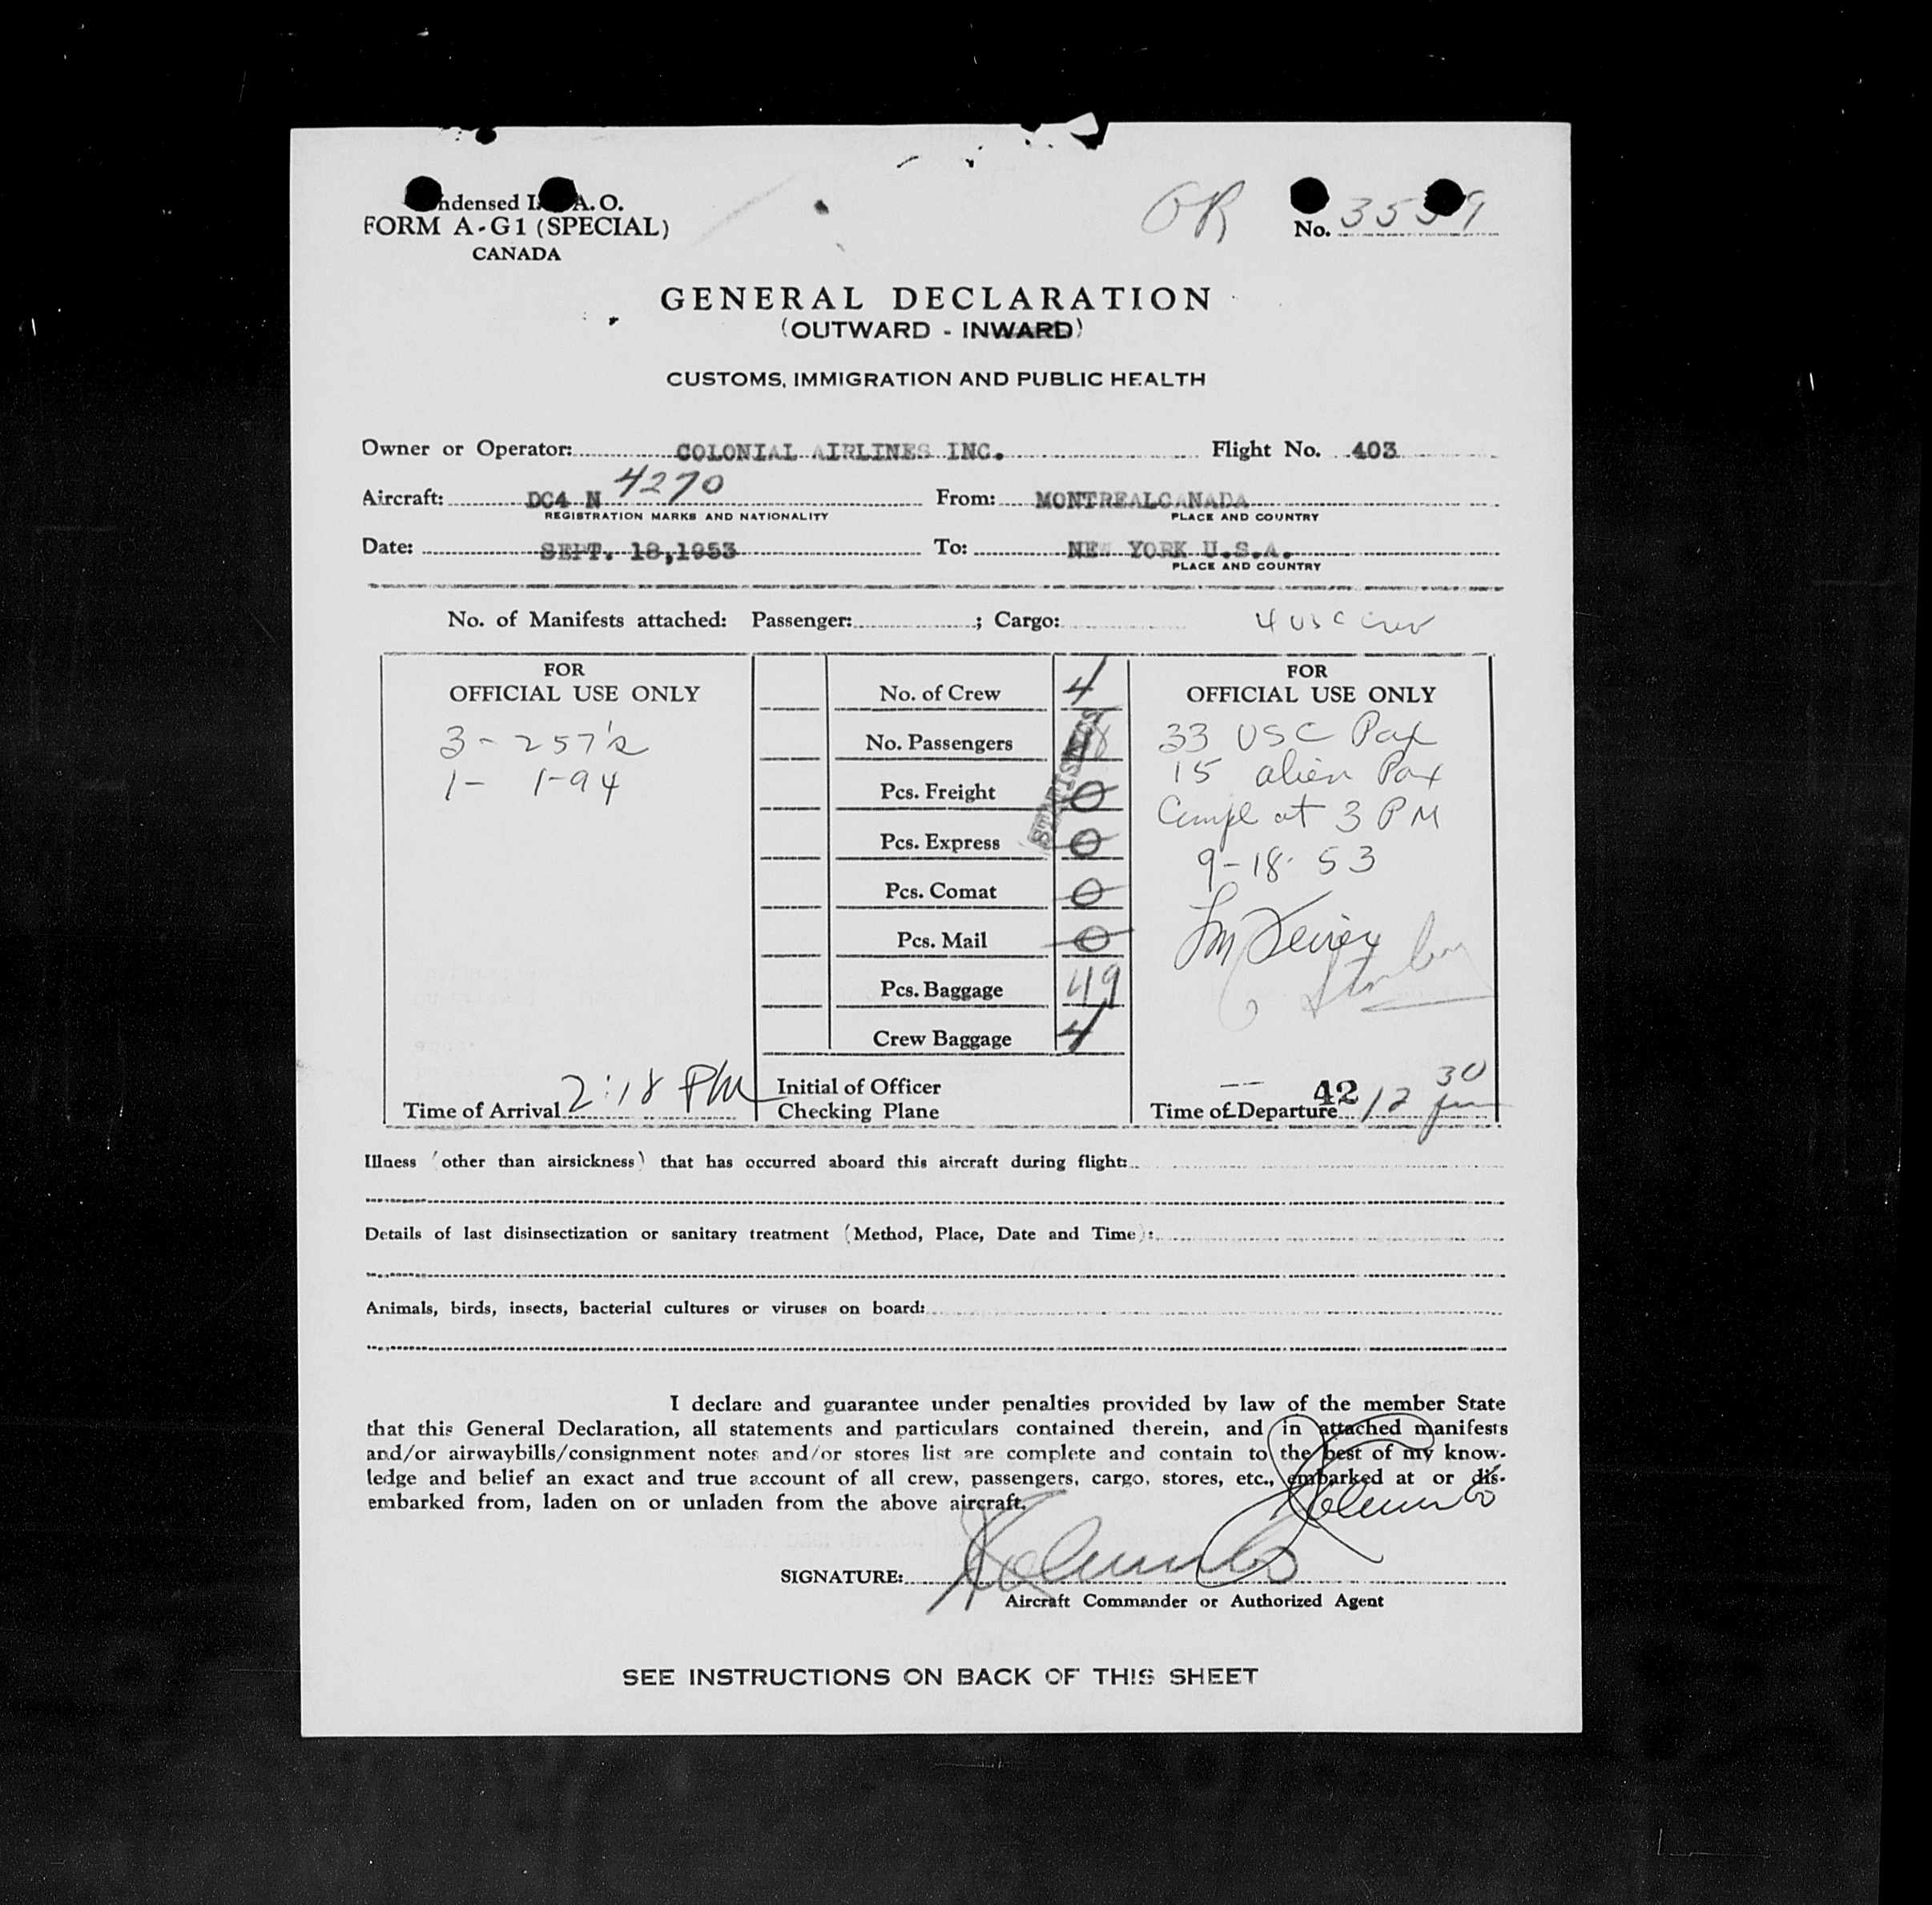 ndensed I. A. O.
FORM A-G1 (SPECIAL)
CANADA
OR
No. 3559
GENERAL DECLARATION
(OUTWARD - INWARD)
CUSTOMS, IMMIGRATION AND PUBLIC HEALTH
Owner or Operator: COLONIAL AIRLINES INC. Flight No. 403
Aircraft: DC4 N 4270 From: MONTREALCANADA
REGISTRATION MARKS AND NATIONALITY PLACE AND COUNTRY
Date: SEPT. 18,1953 To: NEW YORK U.S.A.
PLACE AND COUNTRY
No. of Manifests attached: Passenger: ; Cargo: 4 USC Crew
FOR
OFFICIAL USE ONLY
3- 257's
1- 1-94
Time of Arrival 2:18 PM
No. of Crew 4
No. Passengers
Pcs. Freight 0
Pcs. Express 0
Pcs. Comat 0
Pcs. Mail 0
Pcs. Baggage 49
Crew Baggage 4
STATISTICS
Initial of Officer
Checking Plane
FOR
OFFICIAL USE ONLY
33 USC Pax
15 alien Pax
Compl at 3 PM
9-18-53
42
Time of Departure 12 30 pm
Illness (other than airsickness) that has occurred aboard this aircraft during flight:
Details of last disinsectization or sanitary treatment (Method, Place, Date and Time):
Animals, birds, insects, bacterial cultures or viruses on board:
I declare and guarantee under penalties provided by law of the member State
that this General Declaration, all statements and particulars contained therein, and in attached manifests
and/or airwaybills/consignment notes and/or stores list are complete and contain to the best of my know-
ledge and belief an exact and true account of all crew, passengers, cargo, stores, etc., embarked at or dis-
embarked from, laden on or unladen from the above aircraft.
SIGNATURE:
Aircraft Commander or Authorized Agent
SEE INSTRUCTIONS ON BACK OF THIS SHEET